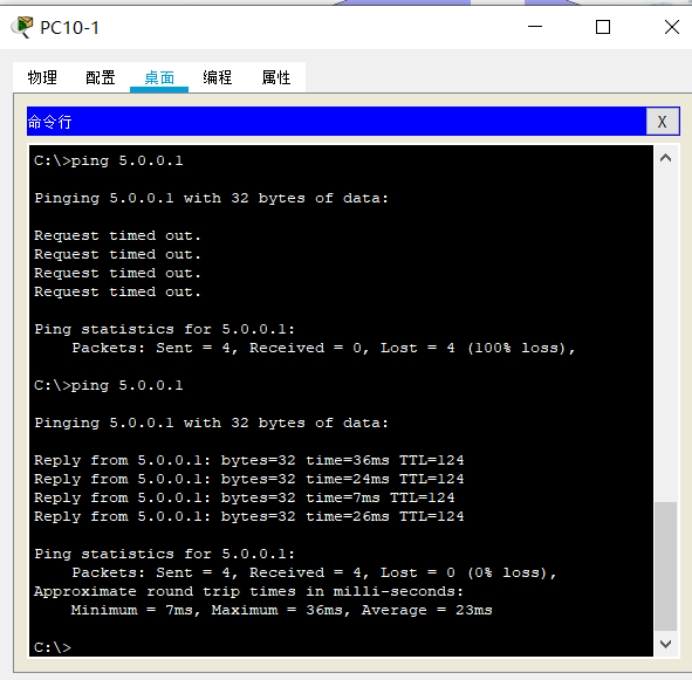 PC10-1
物理 配置 桌面 编程 属性
命令行
X
C:\>ping 5.0.0.1
Pinging 5.0.0.1 with 32 bytes of data:
Request timed out.
Request timed out.
Request timed out.
Request timed out.
Ping statistics for 5.0.0.1:
Packets: Sent = 4, Received = 0, Lost = 4 (100% loss),
C:\>ping 5.0.0.1
Pinging 5.0.0.1 with 32 bytes of data:
Reply from 5.0.0.1: bytes=32 time=36ms TTL=124
Reply from 5.0.0.1: bytes=32 time=24ms TTL=124
Reply from 5.0.0.1: bytes=32 time=7ms TTL=124
Reply from 5.0.0.1: bytes=32 time=26ms TTL=124
Ping statistics for 5.0.0.1:
Packets: Sent = 4, Received = 4, Lost = 0 (0% loss),
Approximate round trip times in milli-seconds:
Minimum = 7ms, Maximum = 36ms, Average = 23ms
C:\>